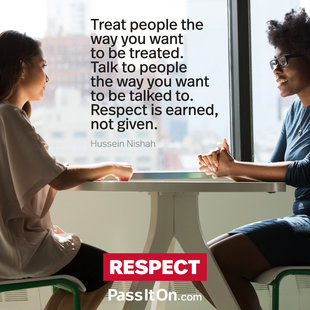 Treat people the
way you want
to be treated.
Talk to people
the way you want
to be talked to.
Respect is earned,
not given.
Hussein Nishah
RESPECT
PassItOn.com